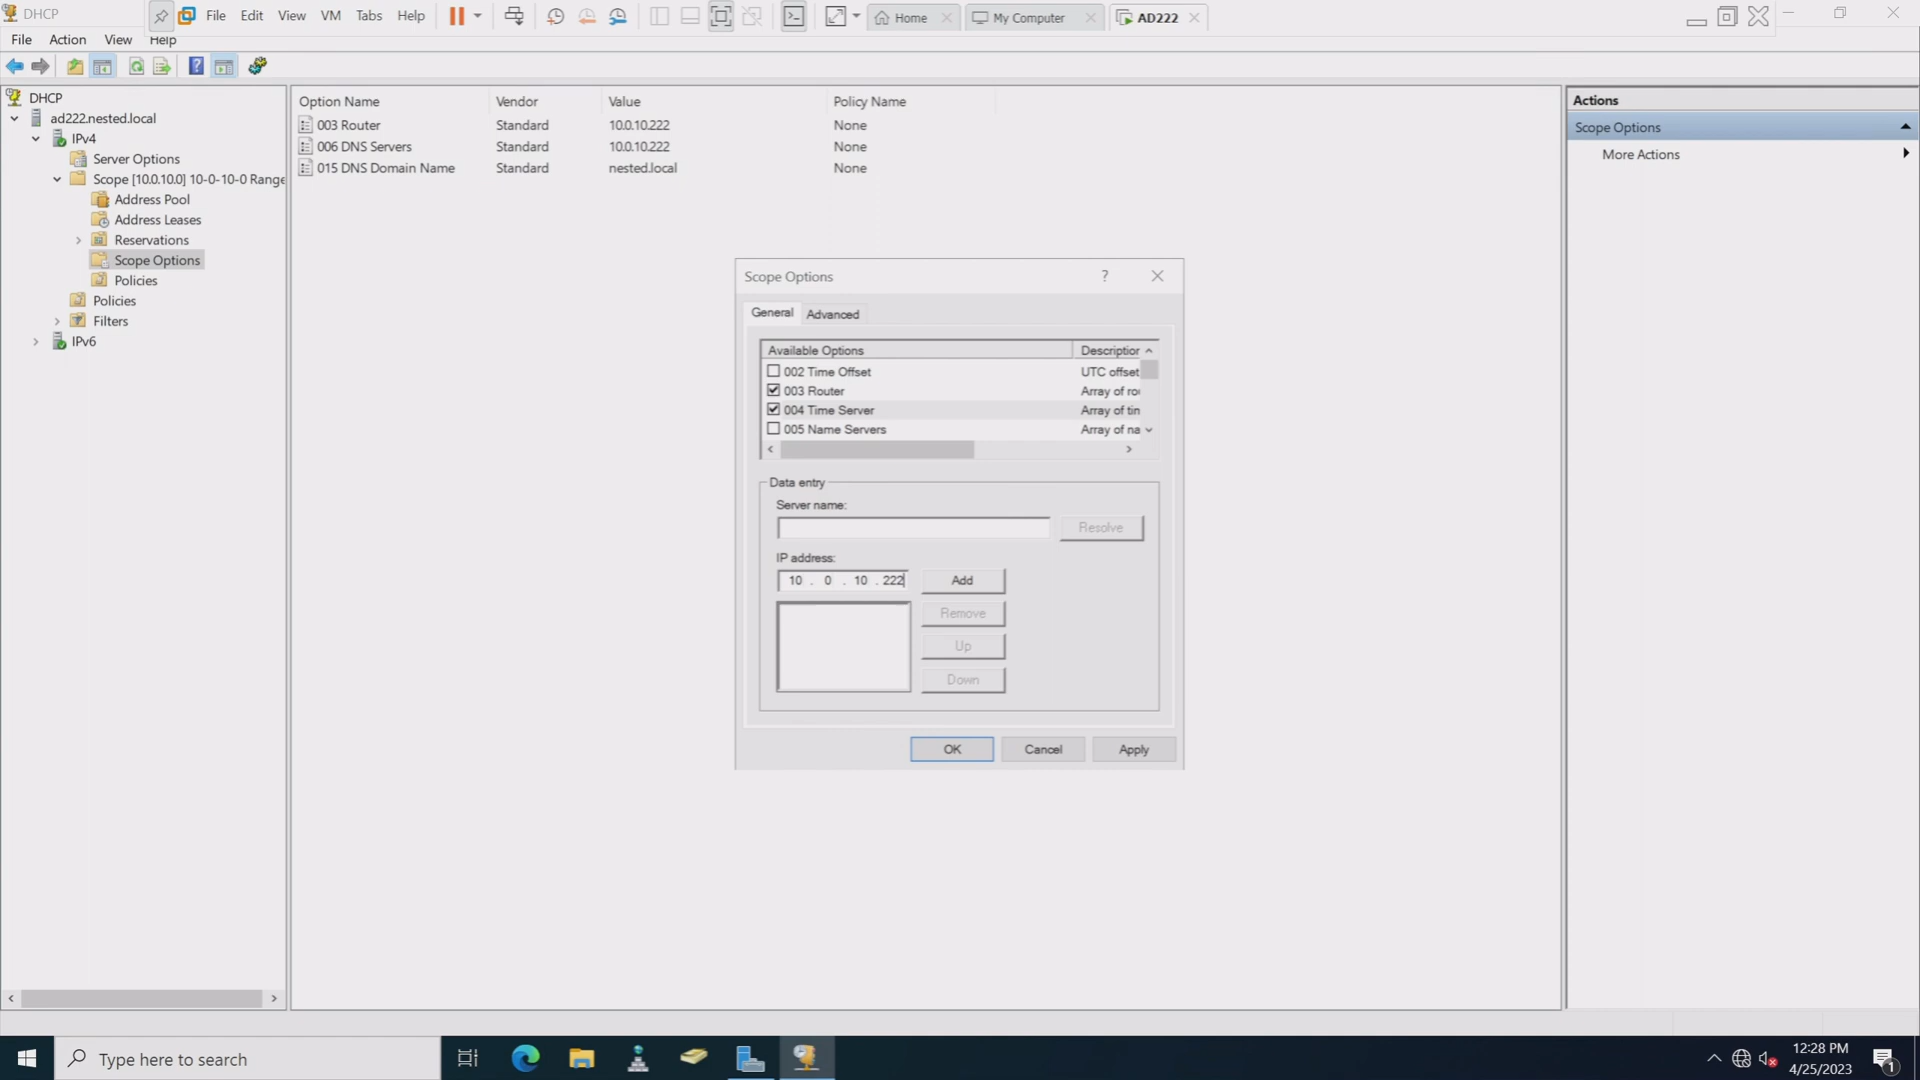 DHCP
File Edit View VM Tabs Help
Home
My Computer
AD222
File Action View Help
DHCP
ad222.nested.local
IPv4
Server Options
Scope [10.0.10.0] 10-0-10-0 Range
Address Pool
Address Leases
Reservations
Scope Options
Policies
Policies
Filters
IPv6
Option Name Vendor Value Policy Name
003 Router Standard 10.0.10.222 None
006 DNS Servers Standard 10.0.10.222 None
015 DNS Domain Name Standard nested.local None
Actions
Scope Options
More Actions
Scope Options ?
General Advanced
Available Options Description
002 Time Offset UTC offset
003 Router Array of rou
004 Time Server Array of tin
005 Name Servers Array of na
Data entry
Server name:
Resolve
IP address:
10 . 0 . 10 . 222 Add
Remove
Up
Down
OK Cancel Apply
Type here to search
12:28 PM
4/25/2023
1